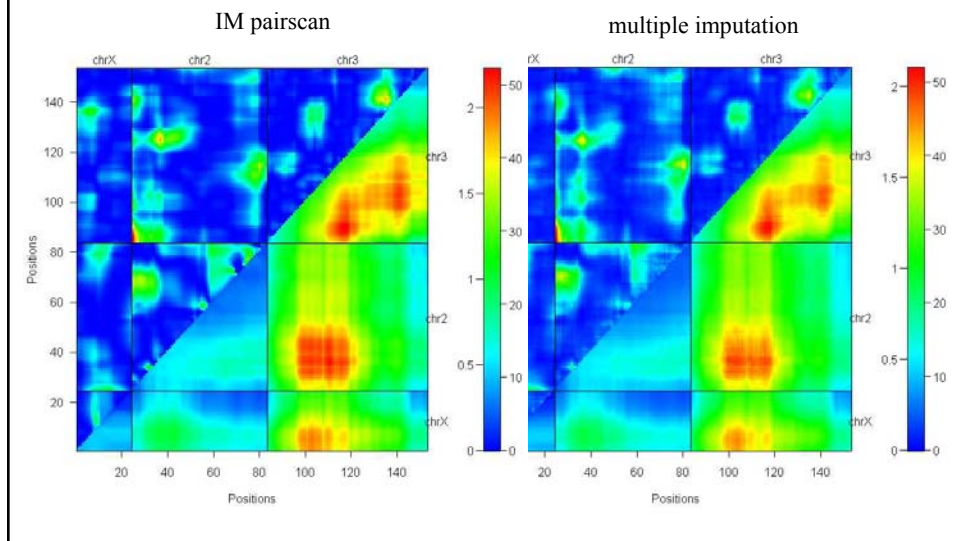 IM pairscan
multiple imputation
chrX chr2 chr3
rX chr2 chr3
Positions
140
120
100
80
60
40
20
chr3
chr2
chrX
20 40 60 80 100 120 140
Positions
2
1.5
1
0.5
0
50
40
30
20
10
0
chr3
chr2
chrX
20 40 60 80 100 120 140
Positions
2
1.5
1
0.5
0
50
40
30
20
10
0